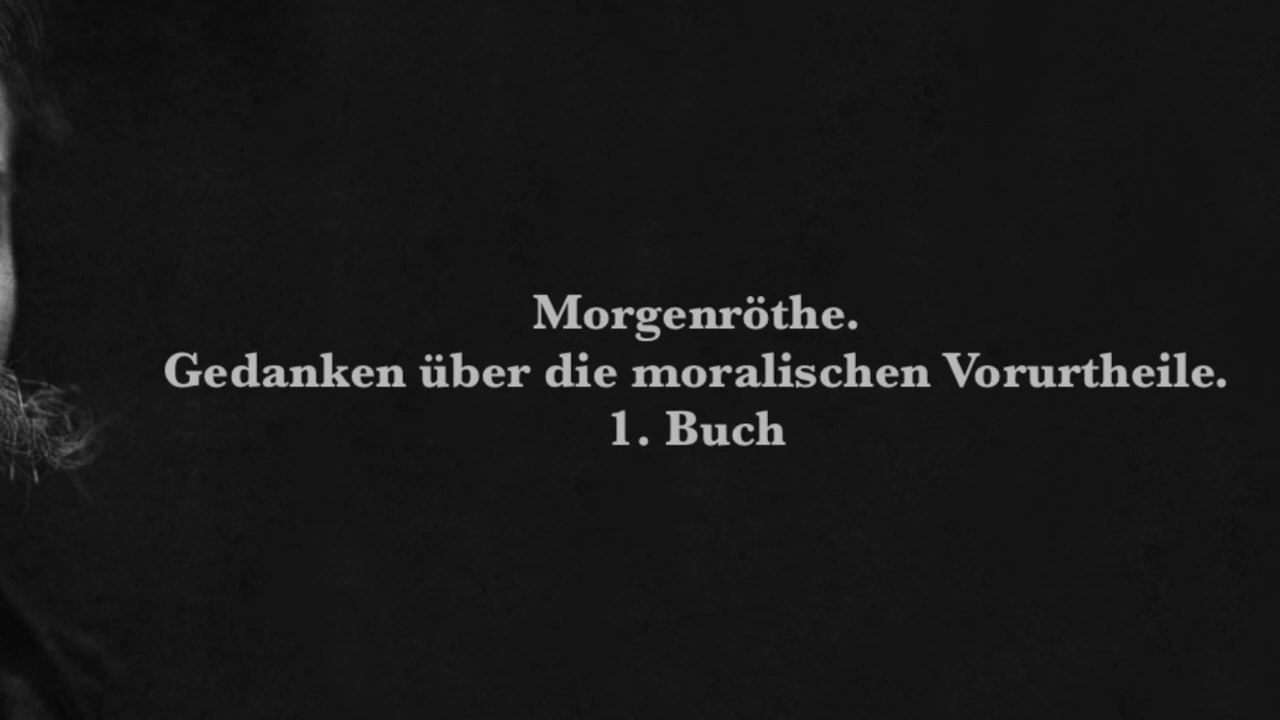 Morgenröthe.
Gedanken über die moralischen Vorurtheile.
1. Buch